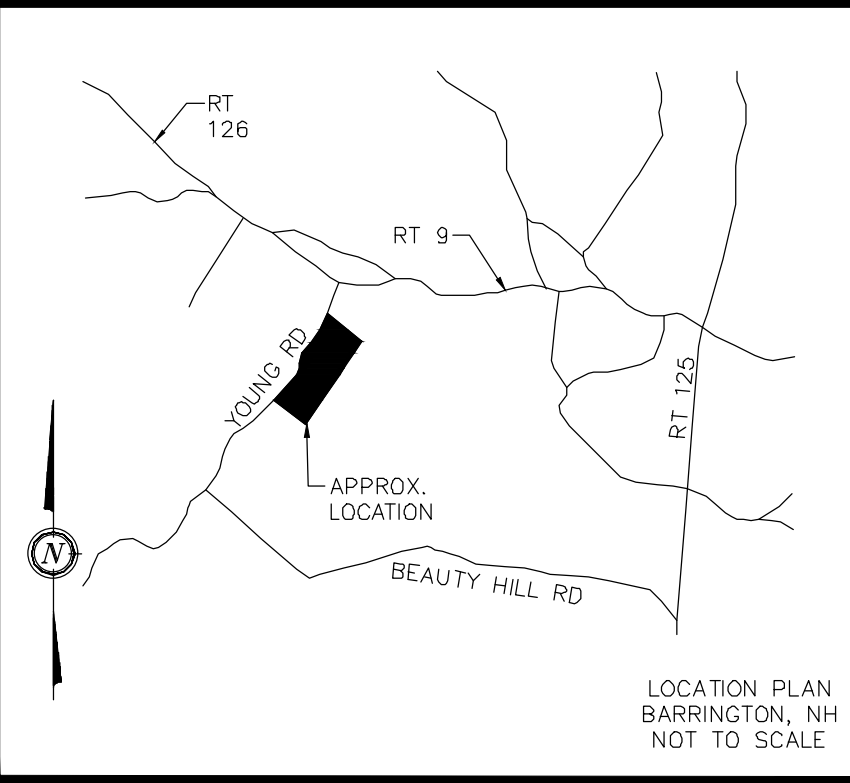 RT
126
RT 9
YOUNG RD
RT 125
APPROX.
LOCATION
N
BEAUTY HILL RD
LOCATION PLAN
BARRINGTON, NH
NOT TO SCALE